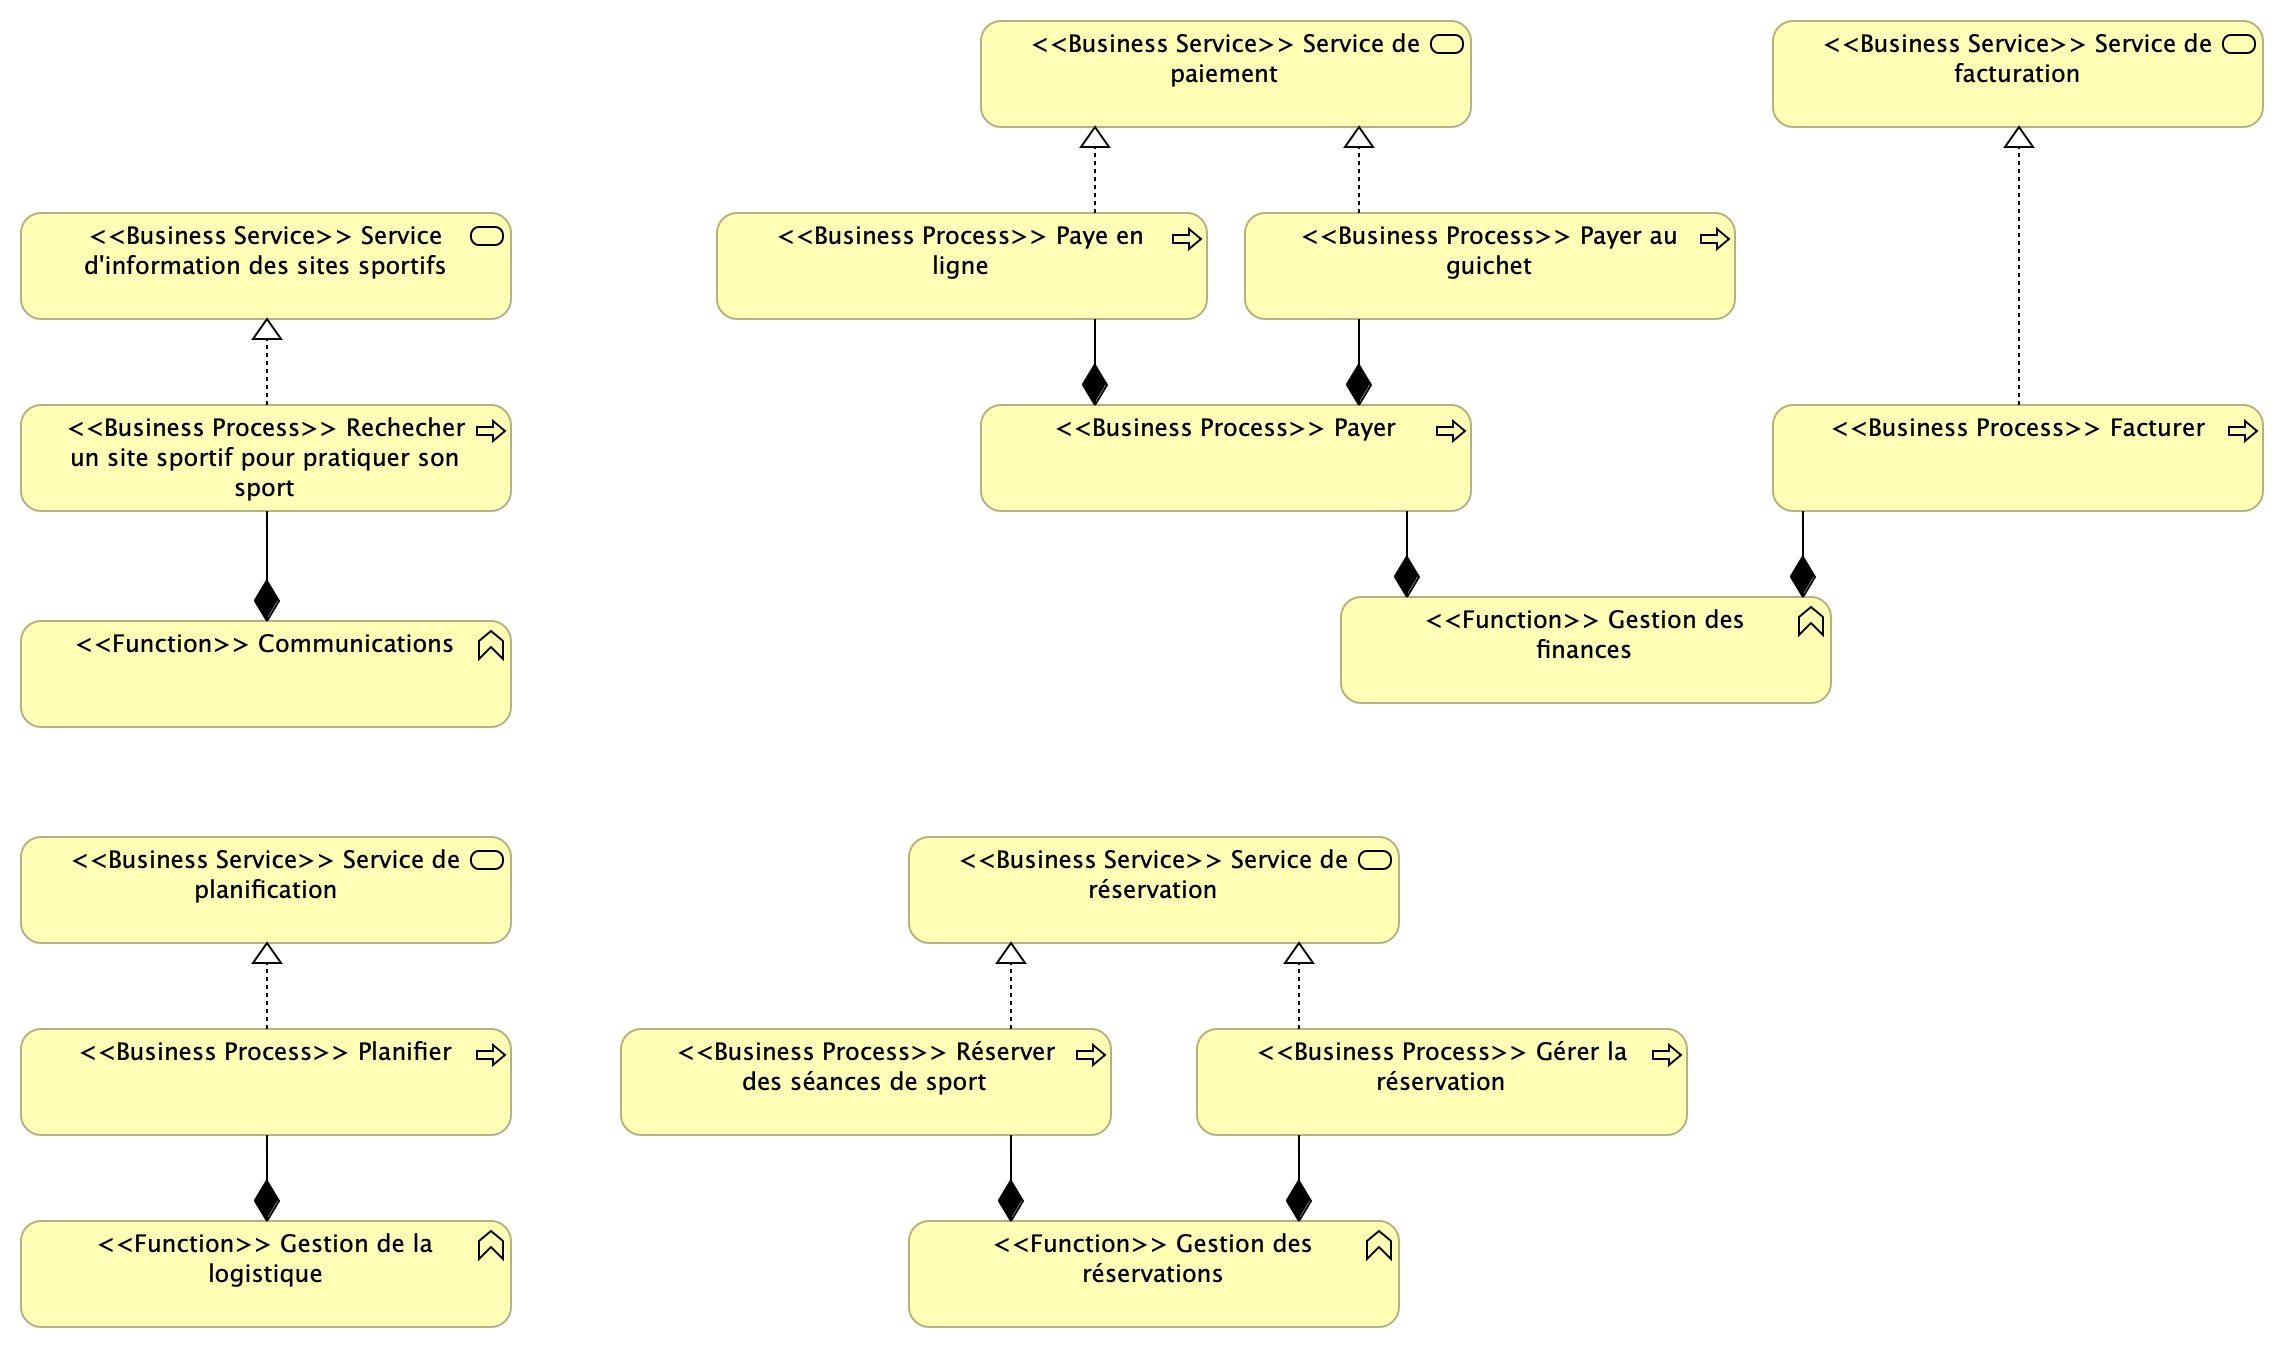 <<Business Service>> Service de
paiement
<<Business Service>> Service de
facturation
<<Business Service>> Service
d'information des sites sportifs
<<Business Process>> Paye en
ligne
<<Business Process>> Payer au
guichet
<<Business Process>> Rechecher
un site sportif pour pratiquer son
sport
<<Business Process>> Payer
<<Business Process>> Facturer
<<Function>> Communications
<<Function>> Gestion des
finances
<<Business Service>> Service de
planification
<<Business Service>> Service de
réservation
<<Business Process>> Planifier
<<Business Process>> Réserver
des séances de sport
<<Business Process>> Gérer la
réservation
<<Function>> Gestion de la
logistique
<<Function>> Gestion des
réservations